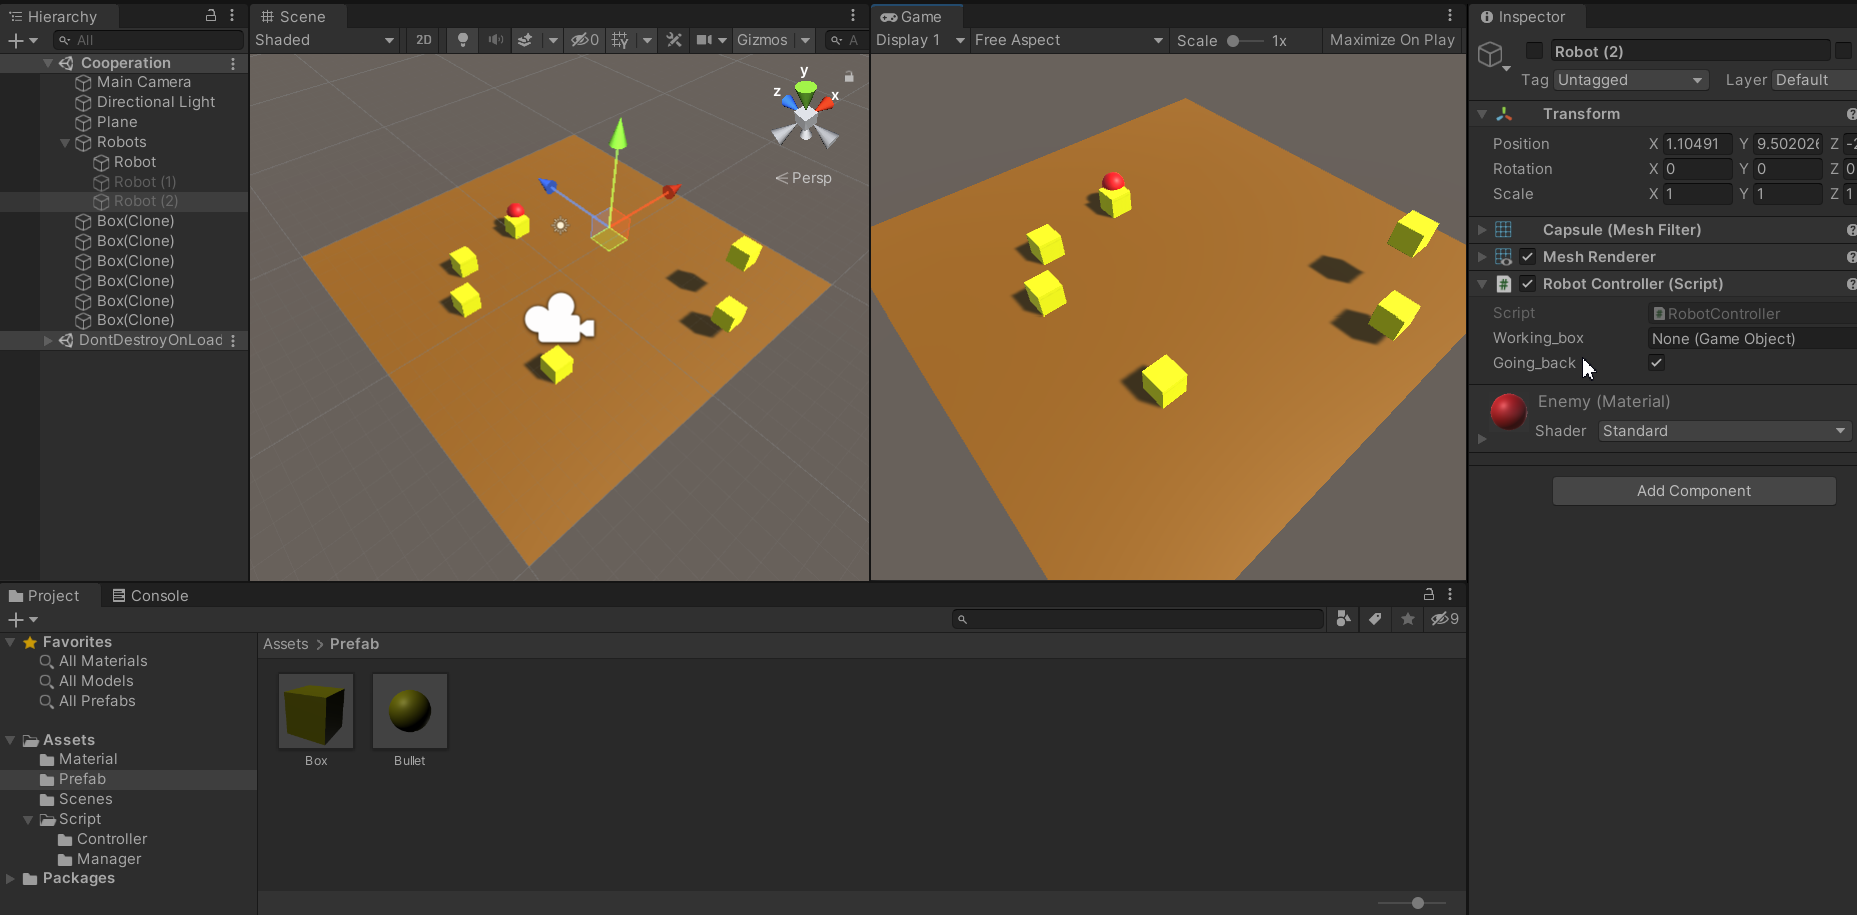 Hierarchy
All
Cooperation
Main Camera
Directional Light
Plane
Robots
Robot
Robot (1)
Robot (2)
Box(Clone)
Box(Clone)
Box(Clone)
Box(Clone)
Box(Clone)
Box(Clone)
DontDestroyOnLoad
Scene
Shaded
2D
0
Gizmos
A
y
z
x
Persp
Game
Display 1
Free Aspect
Scale
1x
Maximize On Play
Inspector
Robot (2)
Tag
Untagged
Layer
Default
Transform
Position
X 1.10491 Y 9.502026 Z -2
Rotation
X 0 Y 0 Z 0
Scale
X 1 Y 1 Z 1
Capsule (Mesh Filter)
Mesh Renderer
Robot Controller (Script)
Script
RobotController
Working_box
None (Game Object)
Going_back
Enemy (Material)
Shader
Standard
Add Component
Project
Console
9
Favorites
All Materials
All Models
All Prefabs
Assets
Material
Prefab
Scenes
Script
Controller
Manager
Packages
Assets > Prefab
Box
Bullet